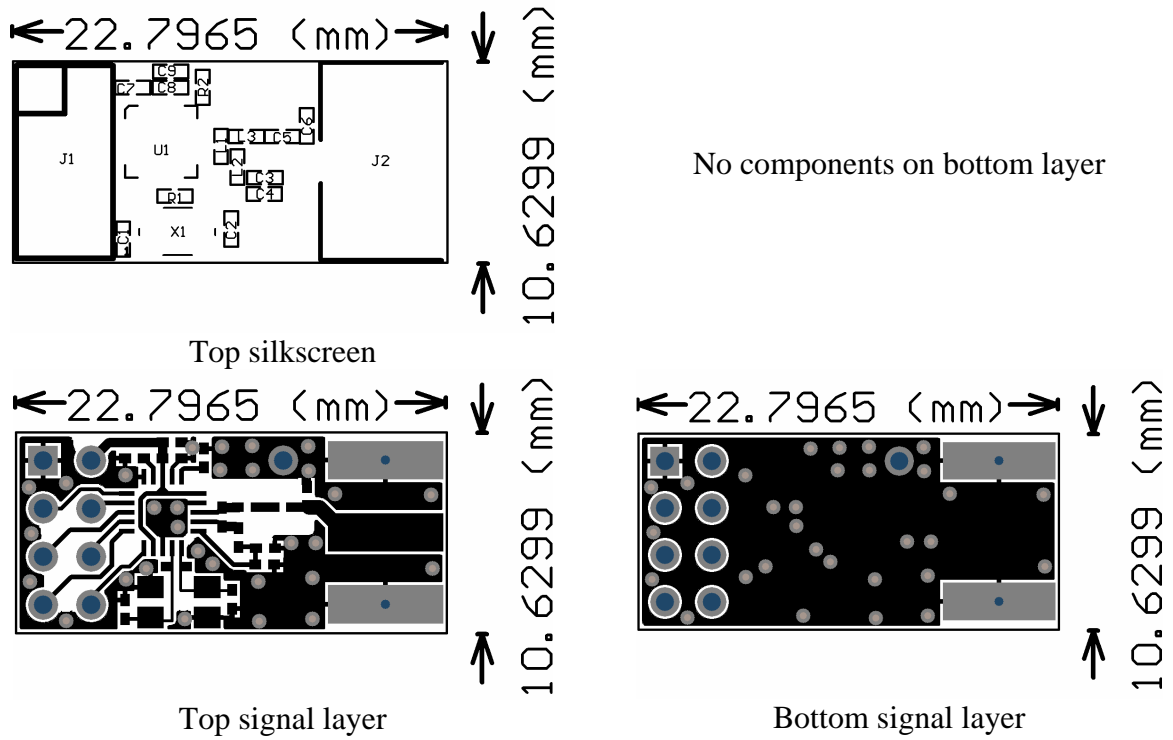 22.7965 (mm)
10.6299 (mm)
C9
C7
C8
R2
C6
J1
U1
L1
L3
C5
J2
L2
C3
C4
R1
C1
X1
C2
No components on bottom layer
Top silkscreen
22.7965 (mm)
10.6299 (mm)
22.7965 (mm)
10.6299 (mm)
Top signal layer
Bottom signal layer